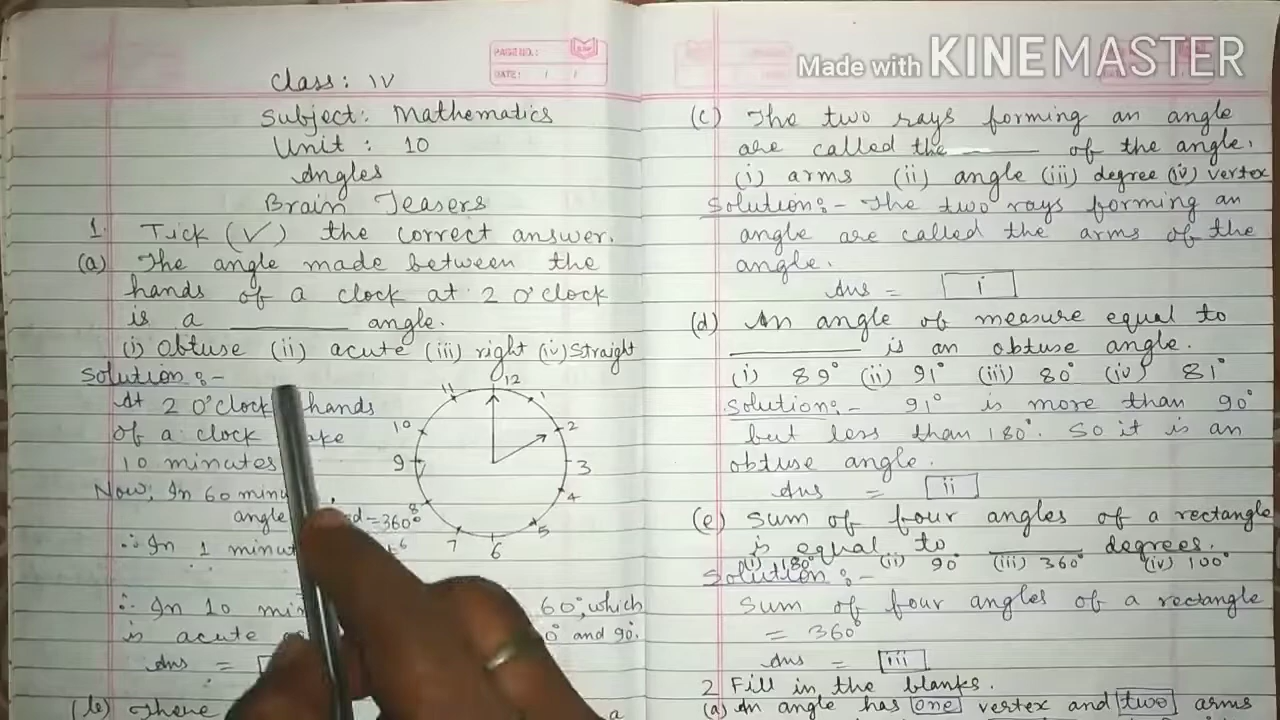 Made with KINEMASTER
PAGE NO.:
DATE: / /
Class: IV
Subject: Mathematics
Unit : 10
Angles
Brain Teasers
1. Tick (✓) the correct answer.
(a) The angle made between the
hands of a clock at 2 O'clock
is a ________ angle.
(i) obtuse (ii) acute (iii) right (iv) Straight
Solution :-
At 2 O'clock hands
of a clock
10 minutes
Now, In 60
angle = 360°
∴ In 1
∴ In 10 60°, which
is acute and 90°.
Ans =
(b) There a
12
11 1
10 2
9 3
8 4
7 5
6
(c) The two rays forming an angle
are called the ________ of the angle.
(i) arms (ii) angle (iii) degree (iv) vertex
Solution :- The two rays forming an
angle are called the arms of the
angle.
Ans = i
(d) An angle of measure equal to
________ is an obtuse angle.
(i) 89° (ii) 91° (iii) 80° (iv) 81°
Solution :- 91° is more than 90°
but less than 180°. So it is an
obtuse angle.
Ans = ii
(e) Sum of four angles of a rectangle
is equal to ________ degrees.
(i) 180° (ii) 90° (iii) 360° (iv) 100°
Solution :-
Sum of four angles of a rectangle
= 360°
Ans = iii
2 Fill in the blanks.
(a) An angle has one vertex and two arms